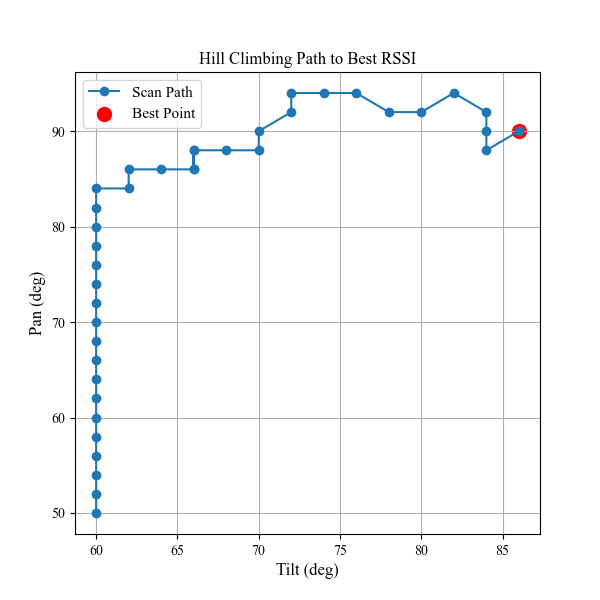 Hill Climbing Path to Best RSSI
Scan Path
Best Point
Pan (deg)
90
80
70
60
50
60 65 70 75 80 85
Tilt (deg)